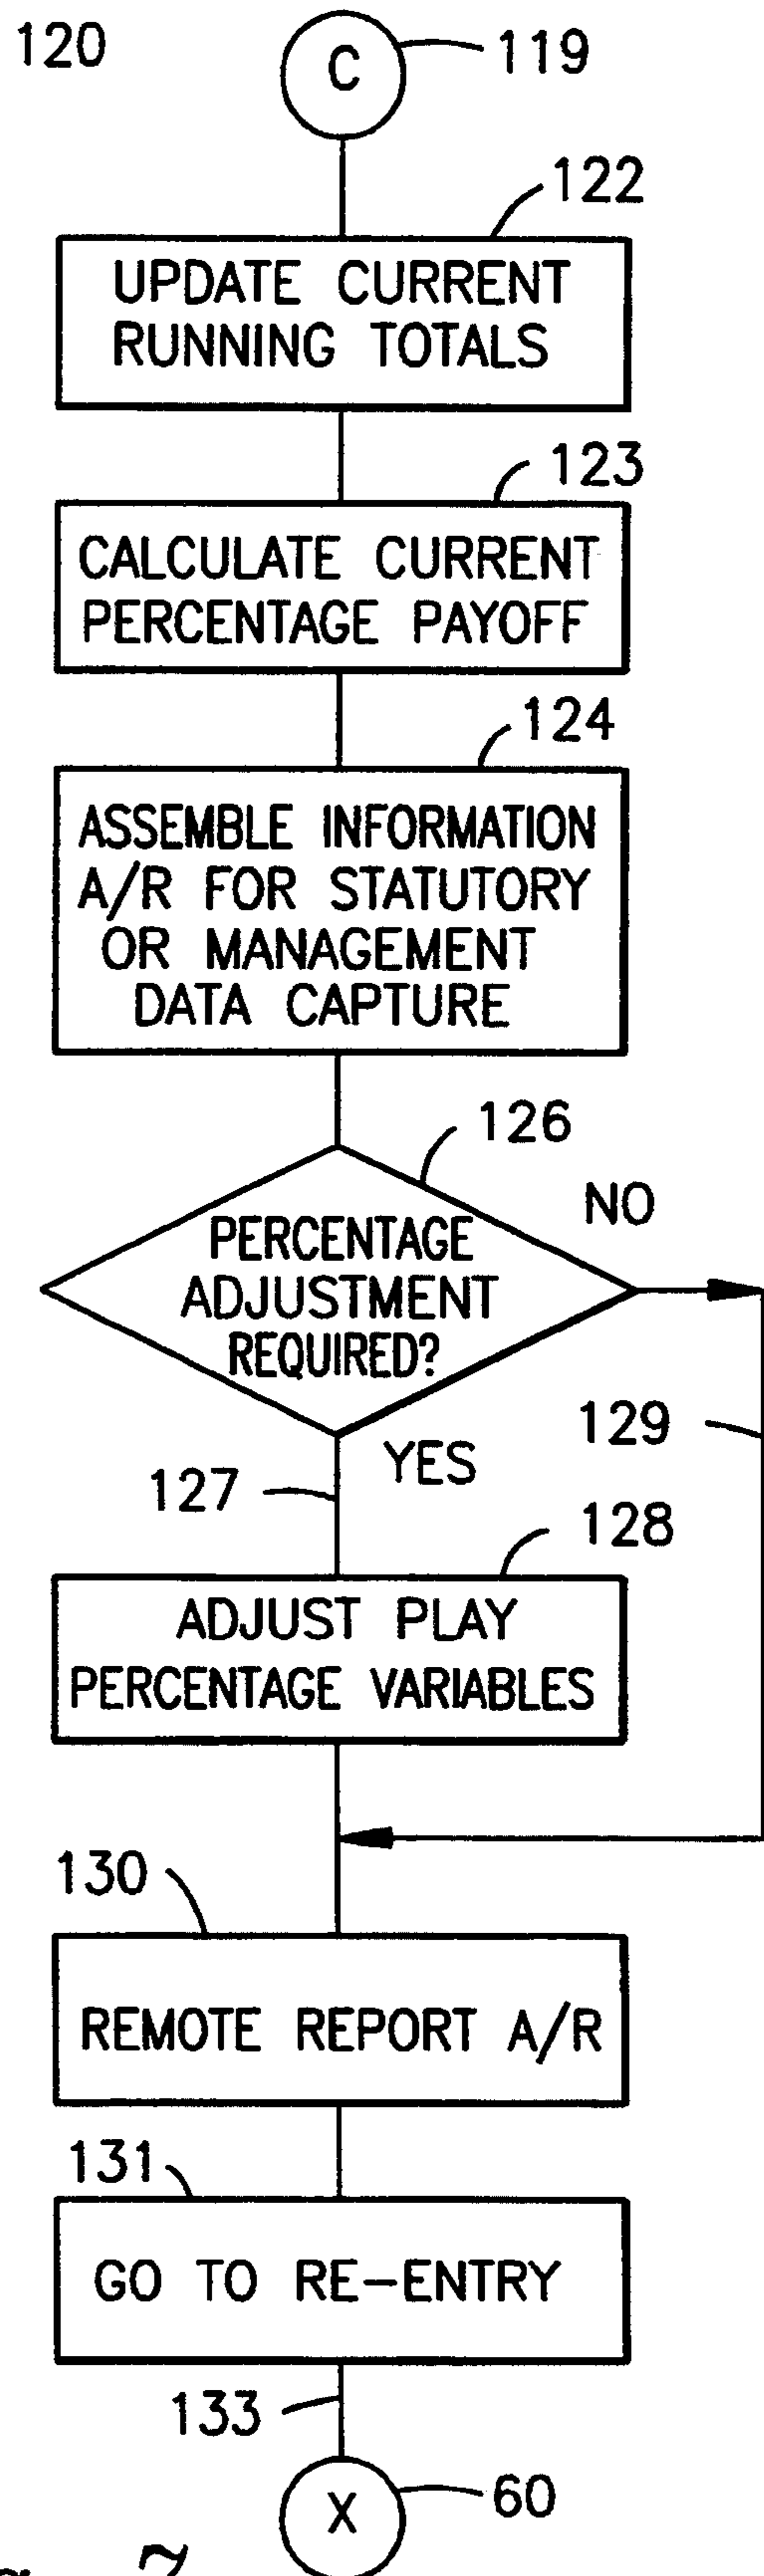 120
C
119
122
UPDATE CURRENT
RUNNING TOTALS
123
CALCULATE CURRENT
PERCENTAGE PAYOFF
124
ASSEMBLE INFORMATION
A/R FOR STATUTORY
OR MANAGEMENT
DATA CAPTURE
126
NO
PERCENTAGE
ADJUSTMENT
REQUIRED?
129
YES
127
128
ADJUST PLAY
PERCENTAGE VARIABLES
130
REMOTE REPORT A/R
131
GO TO RE-ENTRY
133
X
60
7